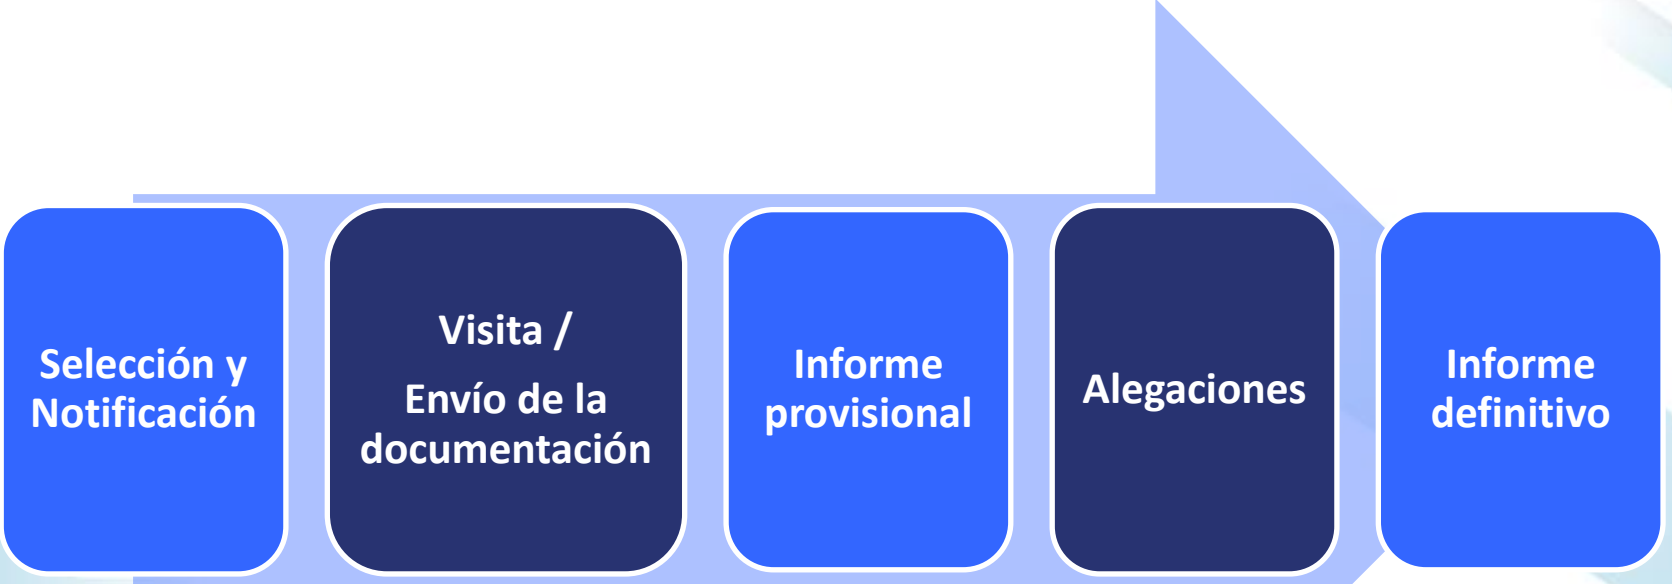 Selección y
Notificación
Visita /
Envío de la
documentación
Informe
provisional
Alegaciones
Informe
definitivo